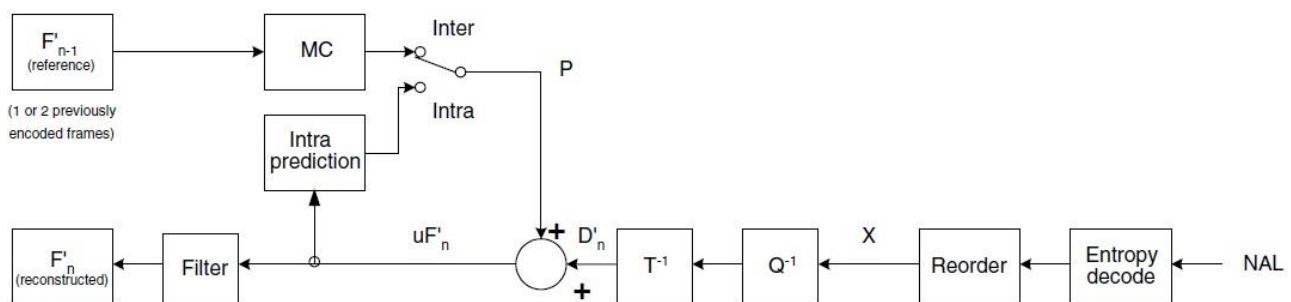 F'n-1
(reference)
(1 or 2 previously
encoded frames)
MC
Inter
Intra
P
Intra
prediction
F'n
(reconstructed)
Filter
uF'n
+
+
D'n
T-1
Q-1
X
Reorder
Entropy
decode
NAL